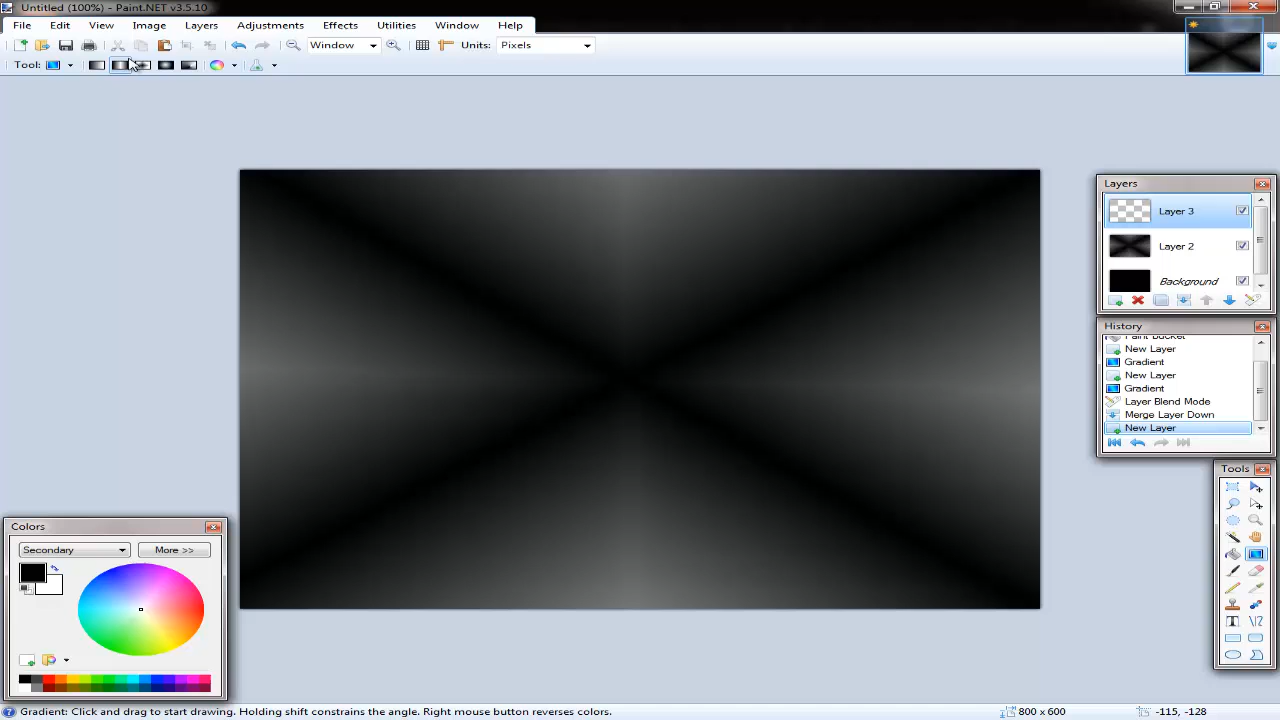 Untitled (100%) - Paint.NET v3.5.10
File Edit View Image Layers Adjustments Effects Utilities Window Help
Window Units: Pixels
Tool:
Layers
Layer 3
Layer 2
Background
History
Paint Bucket
New Layer
Gradient
New Layer
Gradient
Layer Blend Mode
Merge Layer Down
New Layer
Tools
Colors
Secondary More >>
Gradient: Click and drag to start drawing. Holding shift constrains the angle. Right mouse button reverses colors. 800 x 600 -115, -128